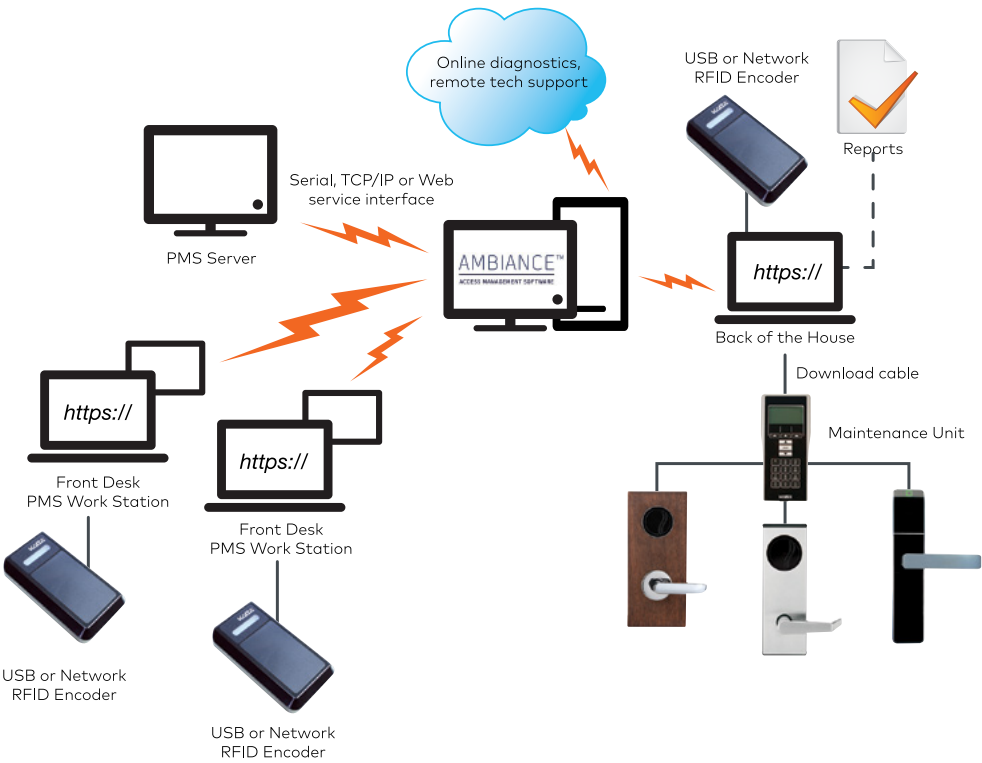 Online diagnostics,
remote tech support
USB or Network
RFID Encoder
Reports
Serial, TCP/IP or Web
service interface
PMS Server
AMBIANCE™
ACCESS MANAGEMENT SOFTWARE
https://
Back of the House
Download cable
Maintenance Unit
https://
Front Desk
PMS Work Station
https://
Front Desk
PMS Work Station
USB or Network
RFID Encoder
USB or Network
RFID Encoder